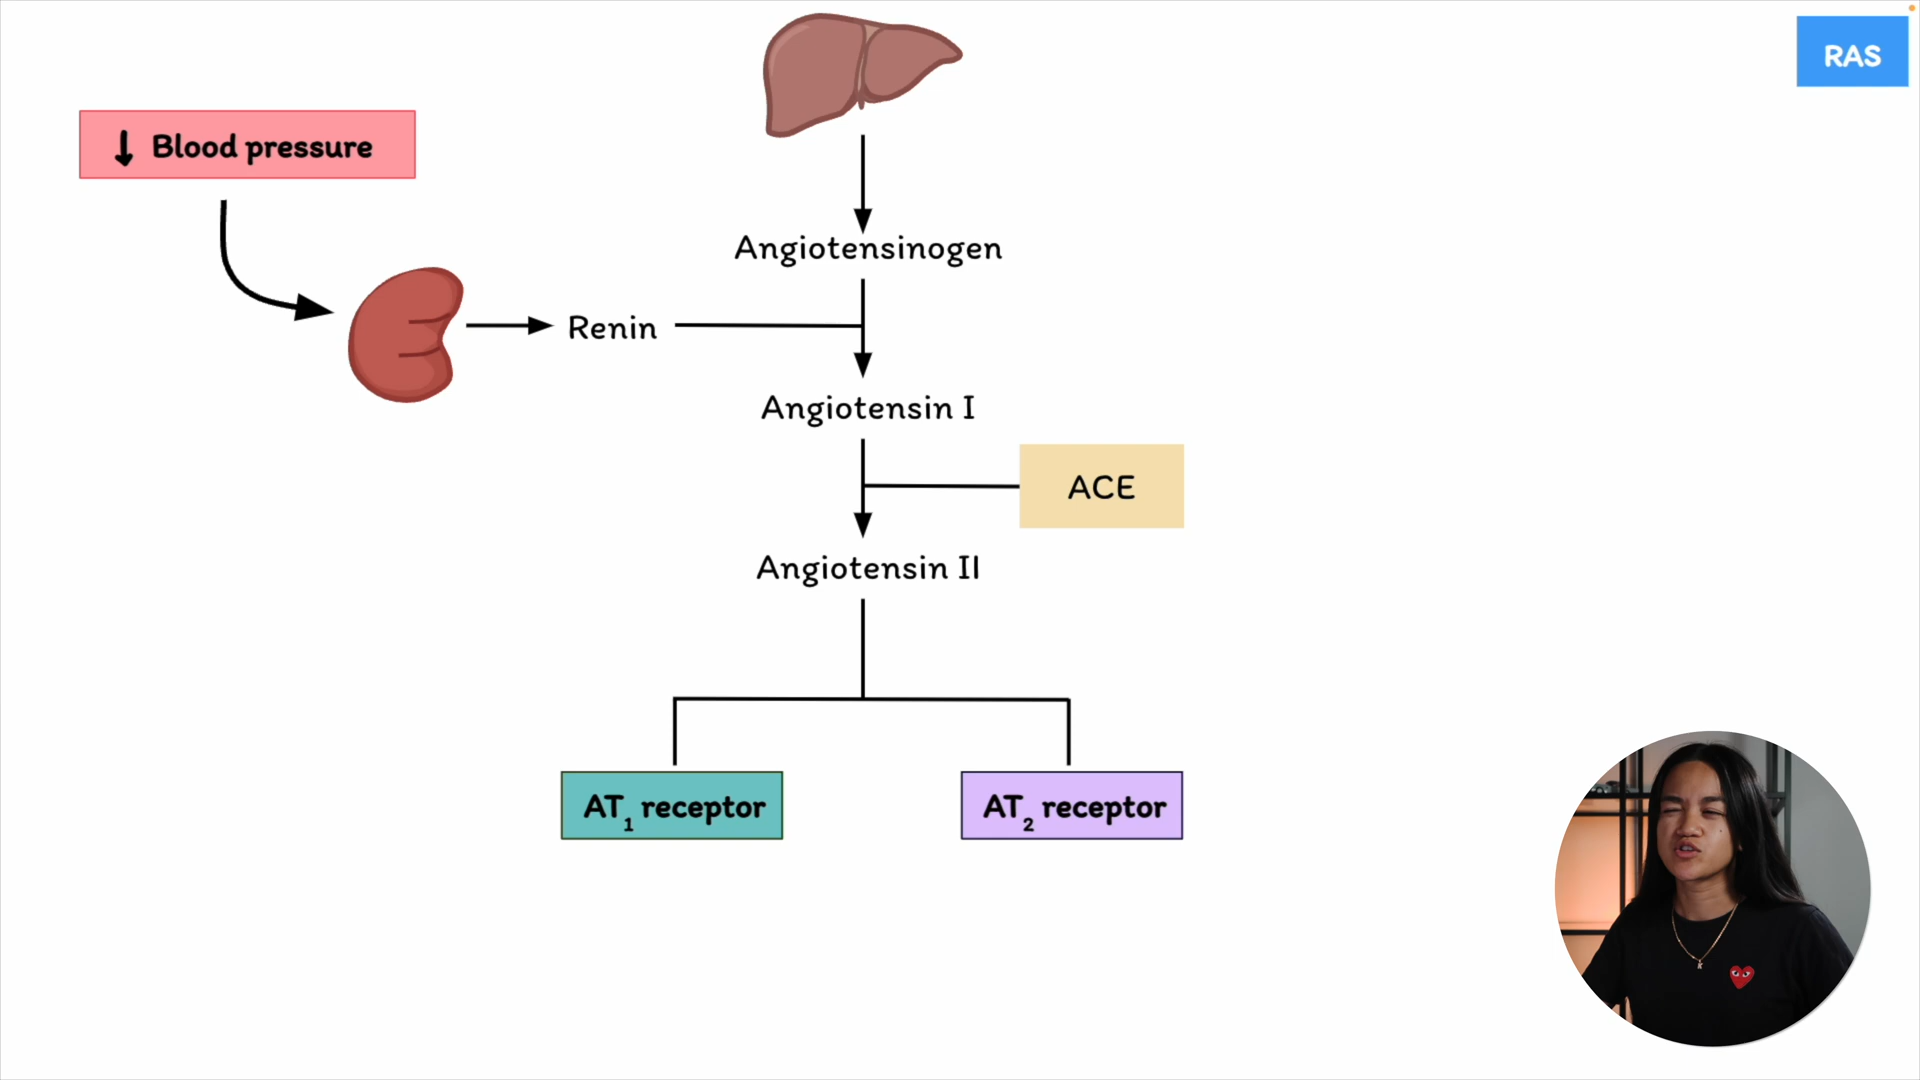 RAS
↓ Blood pressure
Angiotensinogen
Renin
Angiotensin I
ACE
Angiotensin II
AT₁ receptor
AT₂ receptor